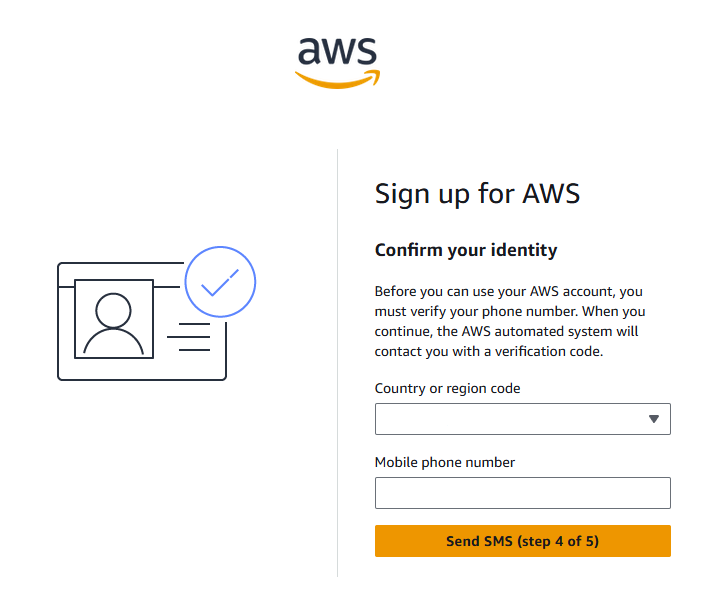 aws
Sign up for AWS
Confirm your identity
Before you can use your AWS account, you
must verify your phone number. When you
continue, the AWS automated system will
contact you with a verification code.
Country or region code
Mobile phone number
Send SMS (step 4 of 5)